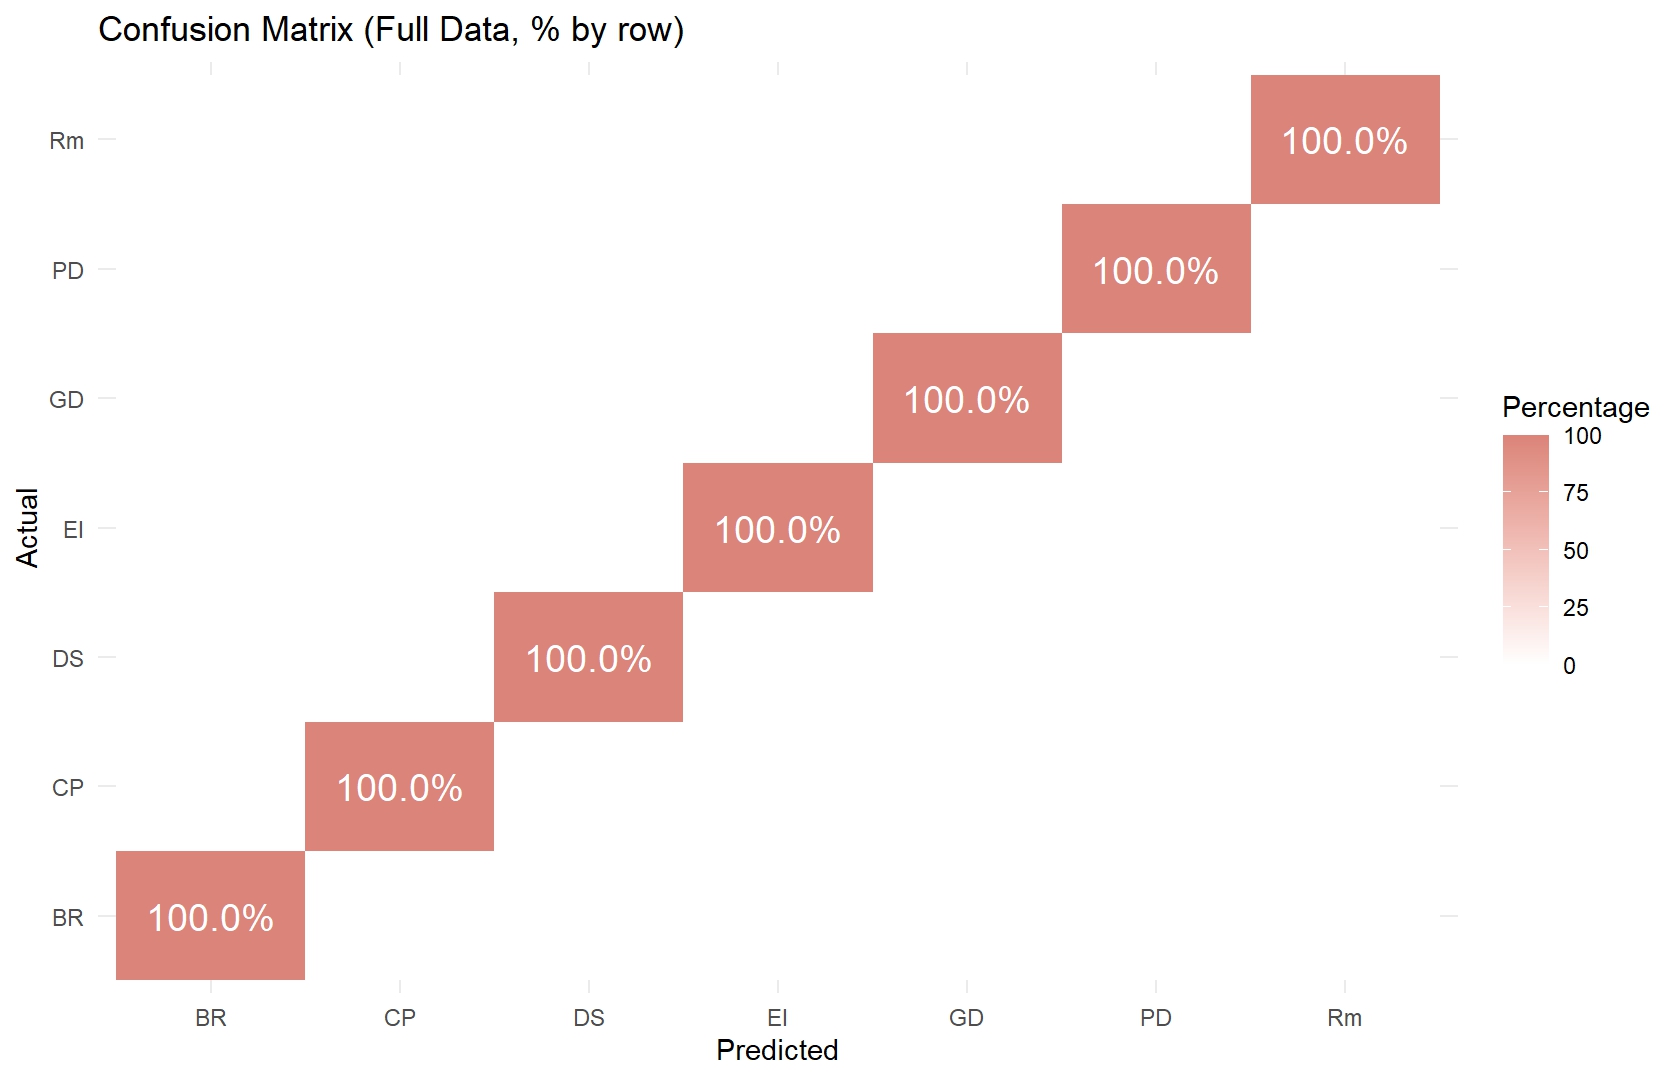 Confusion Matrix (Full Data, % by row)
Rm
100.0%
PD
100.0%
GD
100.0%
Percentage
100
75
50
25
0
Actual
EI
100.0%
DS
100.0%
CP
100.0%
BR
100.0%
BR CP DS EI GD PD Rm
Predicted